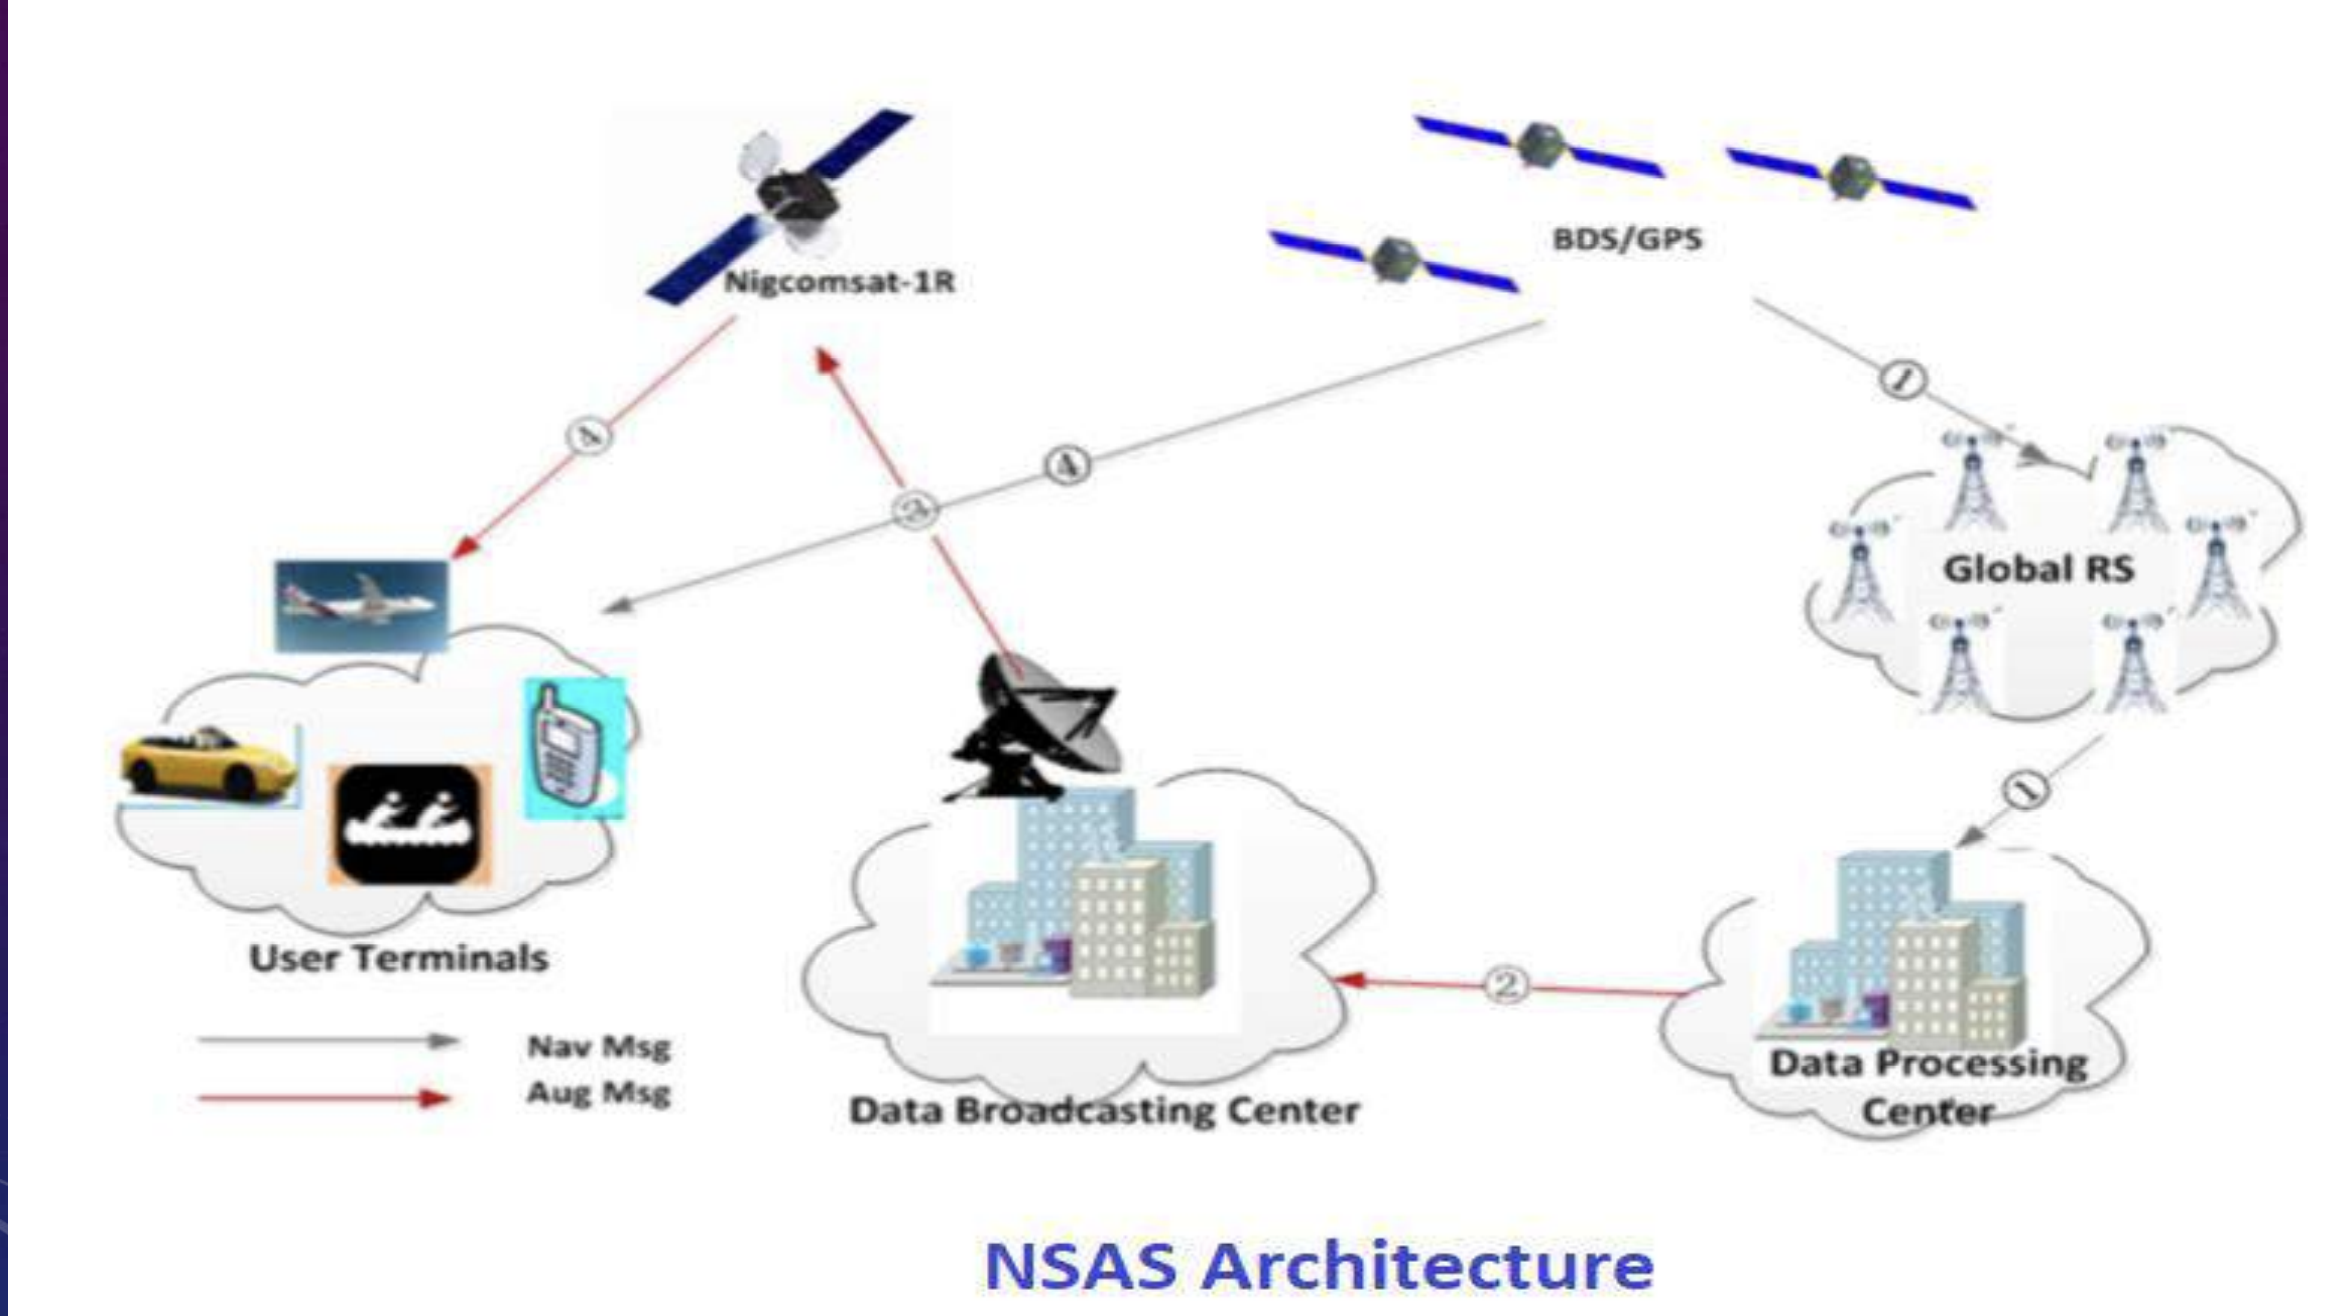 Nigcomsat-1R
BDS/GPS
1
4
4
3
Global RS
1
User Terminals
2
Nav Msg
Aug Msg
Data Broadcasting Center
Data Processing
Center
NSAS Architecture